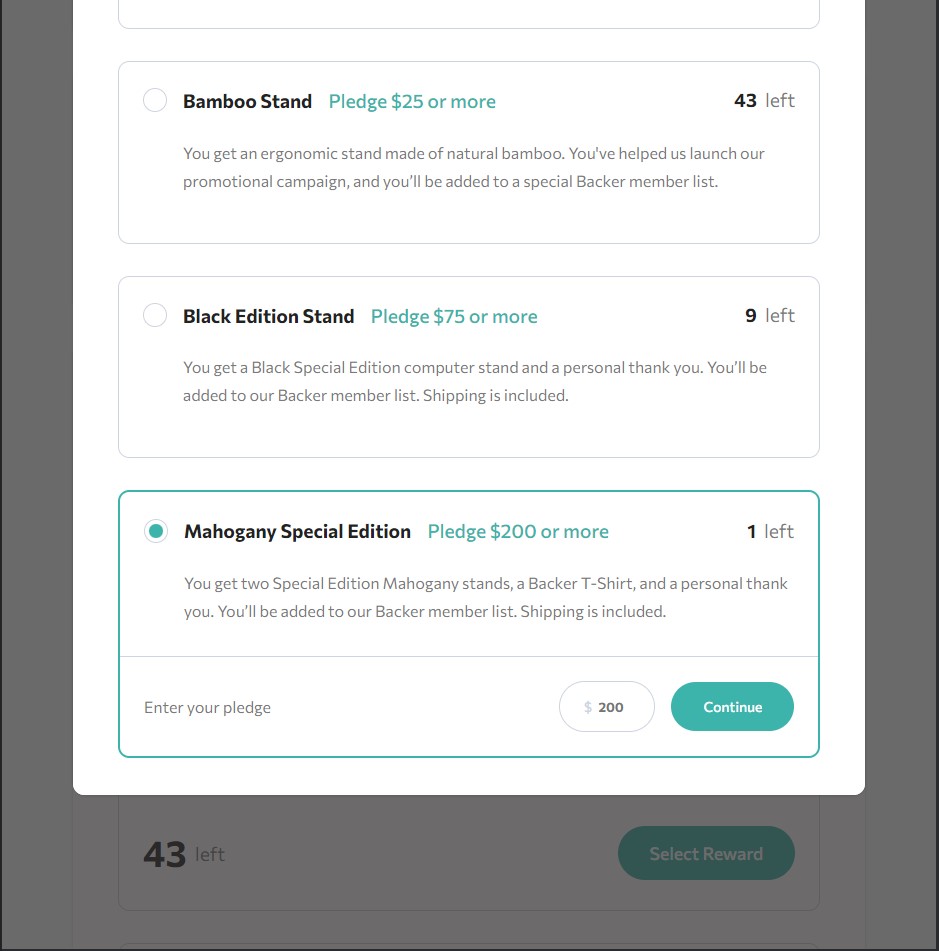 Bamboo Stand Pledge $25 or more 43 left
You get an ergonomic stand made of natural bamboo. You've helped us launch our
promotional campaign, and you’ll be added to a special Backer member list.
Black Edition Stand Pledge $75 or more 9 left
You get a Black Special Edition computer stand and a personal thank you. You’ll be
added to our Backer member list. Shipping is included.
Mahogany Special Edition Pledge $200 or more 1 left
You get two Special Edition Mahogany stands, a Backer T-Shirt, and a personal thank
you. You’ll be added to our Backer member list. Shipping is included.
Enter your pledge $ 200 Continue
43 left Select Reward